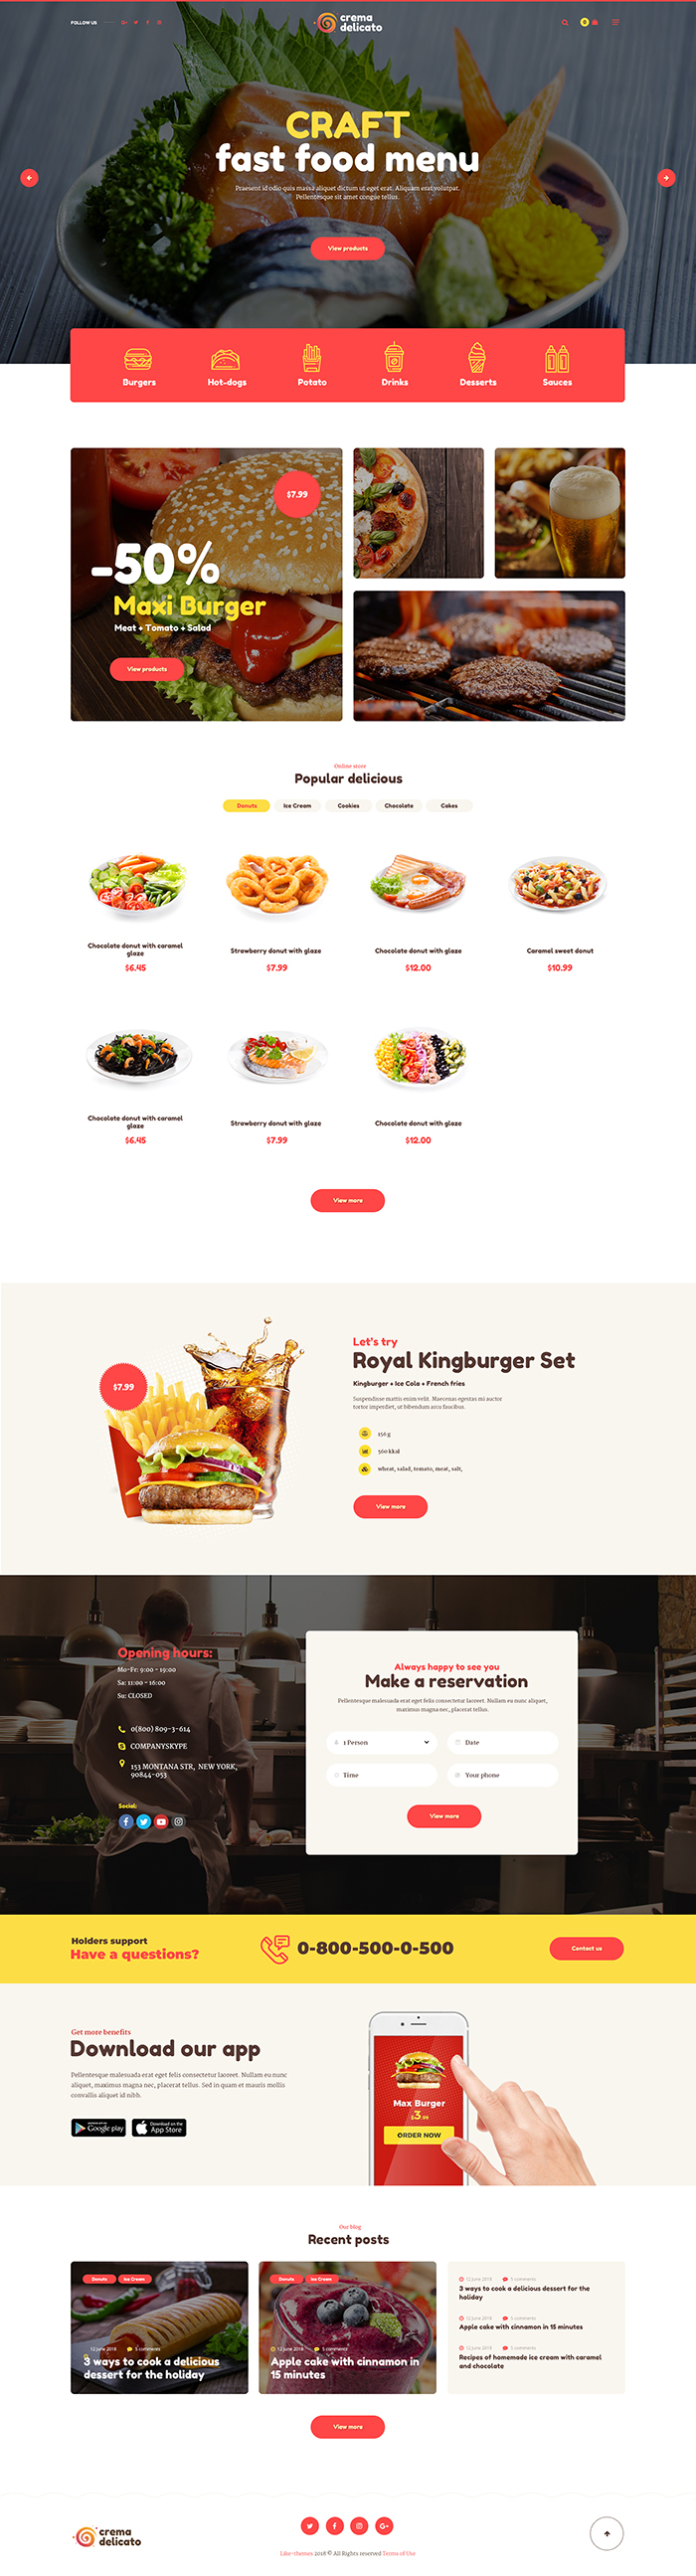 FOLLOW US
crema
delicato
0
CRAFT
fast food menu
Praesent id odio quis massa aliquet dictum ut eget erat. Aliquam erat volutpat.
Pellentesque sit amet congue tellus.
View products
Burgers
Hot-dogs
Potato
Drinks
Desserts
Sauces
$7.99
-50%
Maxi Burger
Meat + Tomato + Salad
View products
Online store
Popular delicious
Donuts
Ice Cream
Cookies
Chocolate
Cakes
Chocolate donut with caramel
glaze
$6.45
Strawberry donut with glaze
$7.99
Chocolate donut with glaze
$12.00
Caramel sweet donut
$10.99
Chocolate donut with caramel
glaze
$6.45
Strawberry donut with glaze
$7.99
Chocolate donut with glaze
$12.00
View more
$7.99
Let's try
Royal Kingburger Set
Kingburger + Ice Cola + French fries
Suspendisse mattis enim velit. Maecenas egestas mi auctor
tortor imperdiet, ut bibendum arcu faucibus.
156 g
560 kkal
wheat, salad, tomato, meat, salt,
View more
Opening hours:
Mo-Fr: 9:00 - 19:00
Sa: 11:00 - 16:00
Su: CLOSED
0(800) 809-3-614
COMPANYSKYPE
153 MONTANA STR, NEW YORK,
90844-053
Social:
Always happy to see you
Make a reservation
Pellentesque malesuada erat eget felis consectetur laoreet. Nullam eu nunc aliquet,
maximus magna nec, placerat tellus.
1 Person
Date
Time
Your phone
View more
Holders support
Have a questions?
0-800-500-0-500
Contact us
Get more benefits
Download our app
Pellentesque malesuada erat eget felis consectetur laoreet. Nullam eu nunc
aliquet, maximus magna nec, placerat tellus. Sed in quam et mauris mollis
convallis aliquet id nibh.
Google play
Download on the
App Store
Max Burger
$3.99
ORDER NOW
Our blog
Recent posts
Donuts
Ice Cream
12 June 2018
5 comments
3 ways to cook a delicious
dessert for the holiday
Donuts
Ice Cream
12 June 2018
5 comments
Apple cake with cinnamon in
15 minutes
12 June 2018
5 comments
3 ways to cook a delicious dessert for the
holiday
12 June 2018
5 comments
Apple cake with cinnamon in 15 minutes
12 June 2018
5 comments
Recipes of homemade ice cream with caramel
and chocolate
View more
crema
delicato
Like-themes 2018 © All Rights reserved Terms of Use